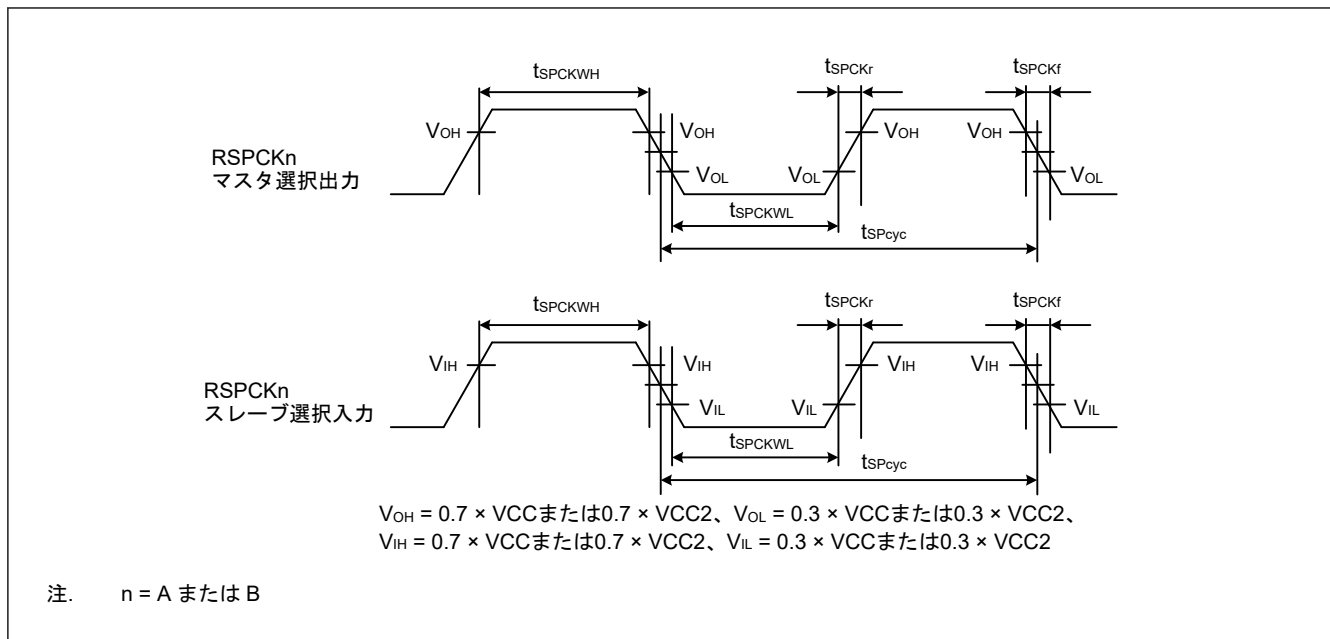 tSPCKWH tSPCKr tSPCKf
VOH VOH VOH VOH
RSPCKn
マスタ選択出力
VOL VOL VOL
tSPCKWL
tSPcyc
tSPCKWH tSPCKr tSPCKf
VIH VIH VIH VIH
RSPCKn
スレーブ選択入力
VIL VIL VIL
tSPCKWL
tSPcyc
VOH = 0.7 × VCCまたは0.7 × VCC2、VOL = 0.3 × VCCまたは0.3 × VCC2、
VIH = 0.7 × VCCまたは0.7 × VCC2、VIL = 0.3 × VCCまたは0.3 × VCC2
注. n = A または B